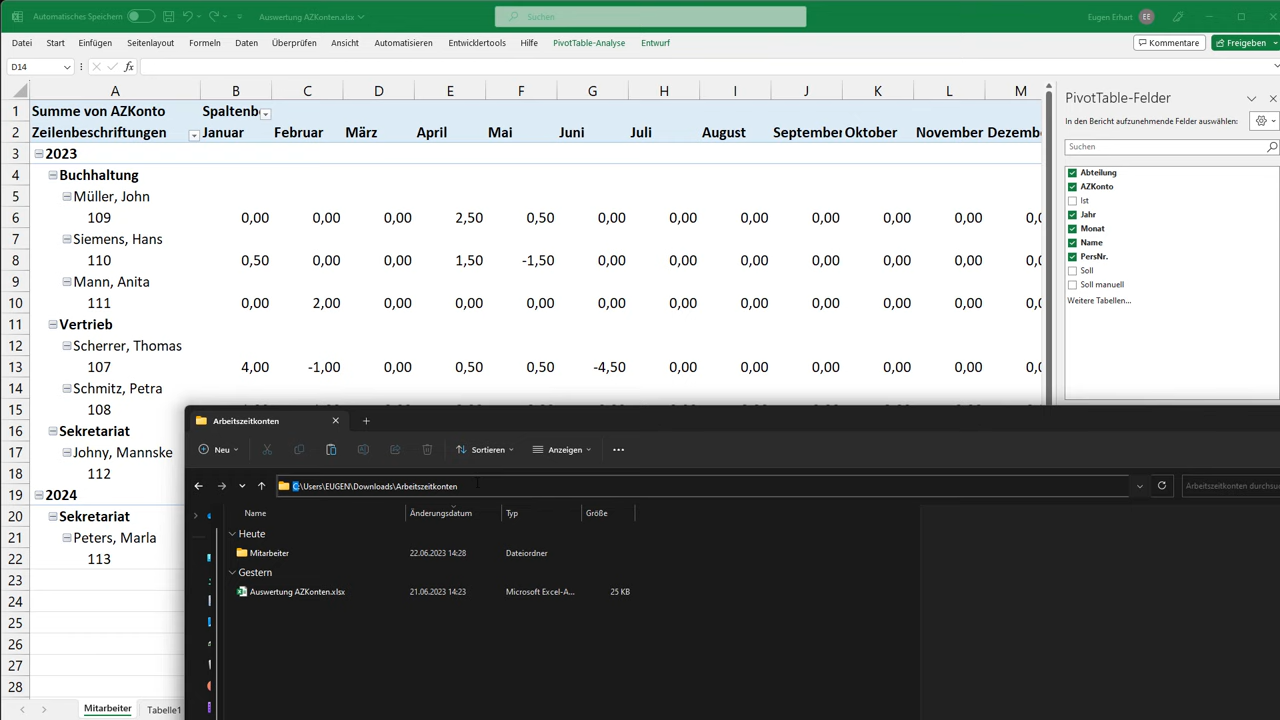 Automatisches Speichern
Auswertung AZKonten.xlsx
Suchen
Eugen Erhart
EE
Datei Start Einfügen Seitenlayout Formeln Daten Überprüfen Ansicht Automatisieren Entwicklertools Hilfe PivotTable-Analyse Entwurf Kommentare Freigeben
D14 fx
A B C D E F G H I J K L M
1 Summe von AZKonto Spaltenb
2 Zeilenbeschriftungen Januar Februar März April Mai Juni Juli August September Oktober November Dezem
3 2023
4 Buchhaltung
5 Müller, John
6 109 0,00 0,00 0,00 2,50 0,50 0,00 0,00 0,00 0,00 0,00 0,00 0,0
7 Siemens, Hans
8 110 0,50 0,00 0,00 1,50 -1,50 0,00 0,00 0,00 0,00 0,00 0,00 0,0
9 Mann, Anita
10 111 0,00 2,00 0,00 0,00 0,00 0,00 0,00 0,00 0,00 0,00 0,00 0,0
11 Vertrieb
12 Scherrer, Thomas
13 107 4,00 -1,00 0,00 0,50 0,50 -4,50 0,00 0,00 0,00 0,00 0,00 0,0
14 Schmitz, Petra
15 108
16 Sekretariat
17 Johny, Mannske
18 112
19 2024
20 Sekretariat
21 Peters, Marla
22 113
23
24
25
26
27
28
Mitarbeiter Tabelle1
PivotTable-Felder
In den Bericht aufzunehmende Felder auswählen:
Suchen
Abteilung
AZKonto
Ist
Jahr
Monat
Name
PersNr.
Soll
Soll manuell
Weitere Tabellen...
Arbeitszeitkonten
Neu Sortieren Anzeigen
C:\Users\EUGEN\Downloads\Arbeitszeitkonten
Arbeitszeitkonten durchsu
Name Änderungsdatum Typ Größe
Heute
Mitarbeiter 22.06.2023 14:28 Dateiordner
Gestern
Auswertung AZKonten.xlsx 21.06.2023 14:23 Microsoft Excel-A... 25 KB